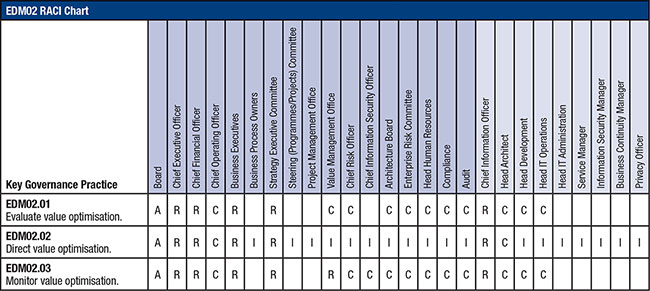 EDM02 RACI Chart
Key Governance Practice
Board
Chief Executive Officer
Chief Financial Officer
Chief Operating Officer
Business Executives
Business Process Owners
Strategy Executive Committee
Steering (Programmes/Projects) Committee
Project Management Office
Value Management Office
Chief Risk Officer
Chief Information Security Officer
Architecture Board
Enterprise Risk Committee
Head Human Resources
Compliance
Audit
Chief Information Officer
Head Architect
Head Development
Head IT Operations
Head IT Administration
Service Manager
Information Security Manager
Business Continuity Manager
Privacy Officer
EDM02.01
Evaluate value optimisation. A R R C R R C C C C C C C R C C C
EDM02.02
Direct value optimisation. A R R C R I R I I I I I I I I I I R C I I I I I I I
EDM02.03
Monitor value optimisation. A R R C R R R C C C C C C C R C C C